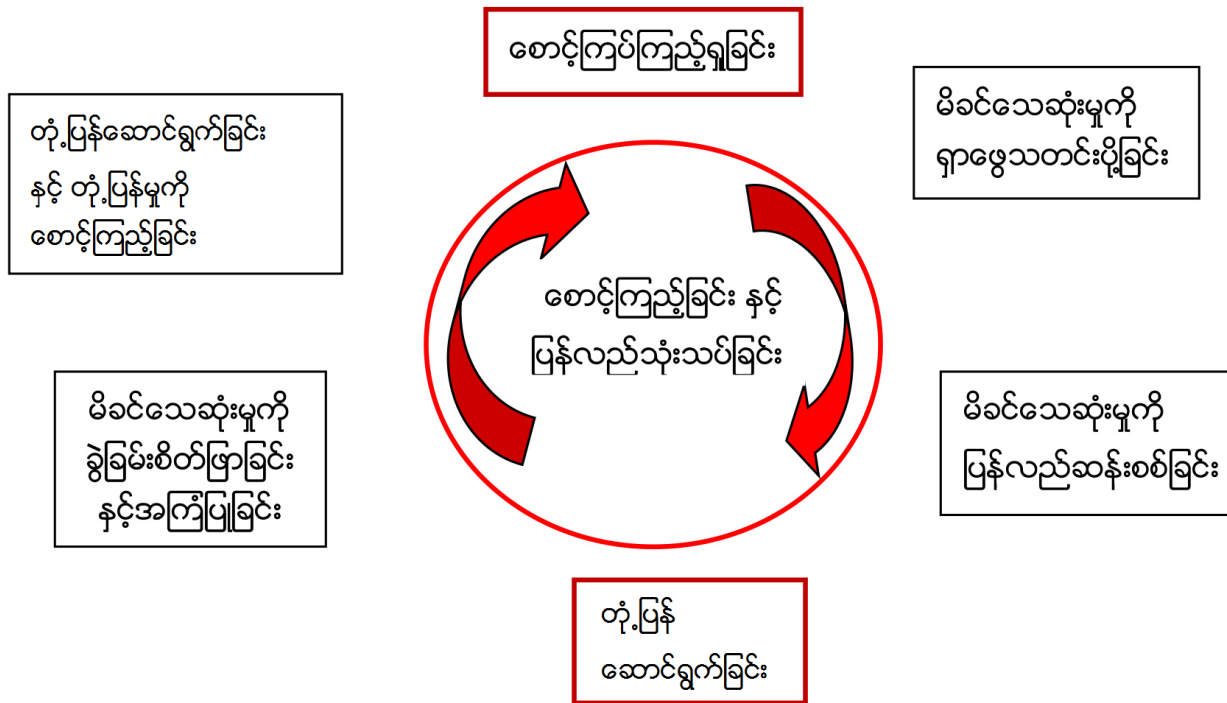 စောင့်ကြပ်ကြည့်ရှုခြင်း
မိခင်သေဆုံးမှုကို
ရှာဖွေသတင်းပို့ခြင်း
တုံ့ပြန်ဆောင်ရွက်ခြင်း
နှင့် တုံ့ပြန်မှုကို
စောင့်ကြည့်ခြင်း
စောင့်ကြည့်ခြင်း နှင့်
ပြန်လည်သုံးသပ်ခြင်း
မိခင်သေဆုံးမှုကို
ခွဲခြမ်းစိတ်ဖြာခြင်း
နှင့်အကြံပြုခြင်း
မိခင်သေဆုံးမှုကို
ပြန်လည်ဆန်းစစ်ခြင်း
တုံ့ပြန်
ဆောင်ရွက်ခြင်း